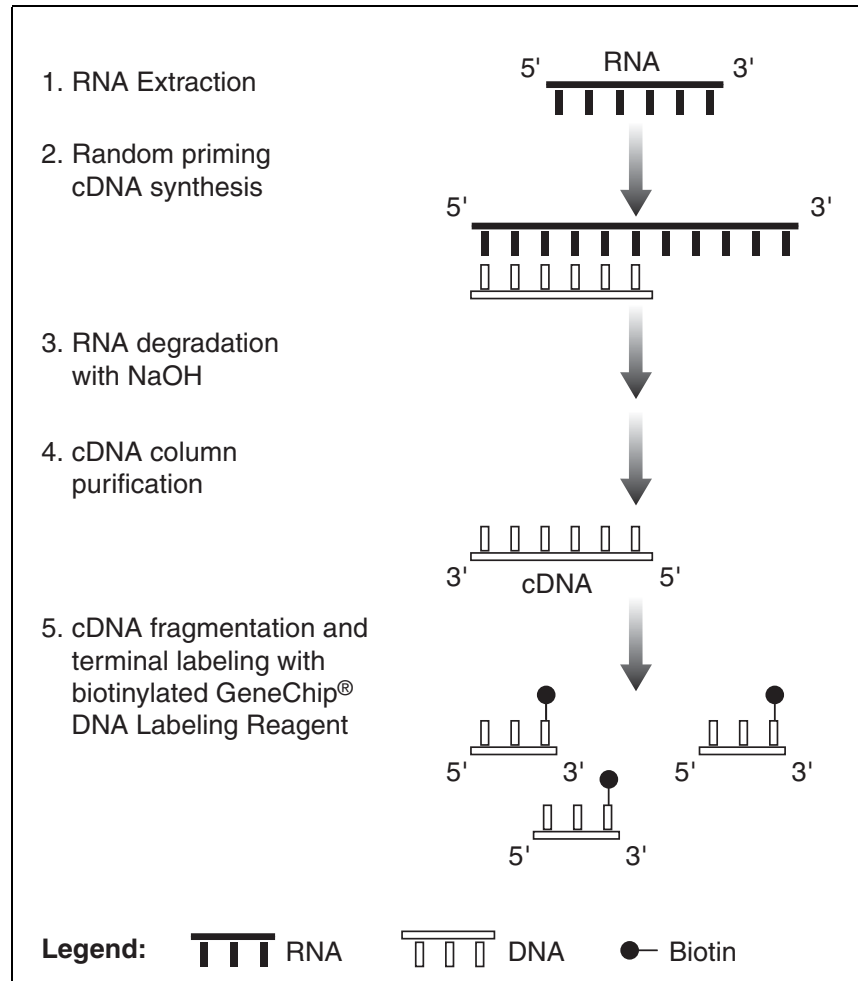 1. RNA Extraction
5' RNA 3'
2. Random priming
cDNA synthesis
5' 3'
3. RNA degradation
with NaOH
4. cDNA column
purification
3' cDNA 5'
5. cDNA fragmentation and
terminal labeling with
biotinylated GeneChip®
DNA Labeling Reagent
5' 3'
5' 3'
5' 3'
Legend: RNA DNA Biotin